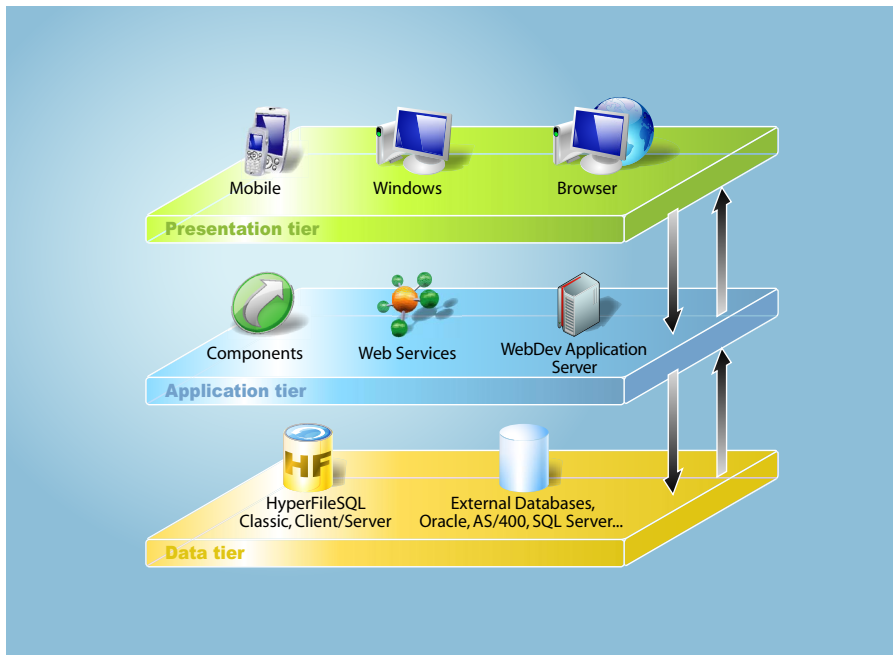 Mobile
Windows
Browser
Presentation tier
Components
Web Services
WebDev Application
Server
Application tier
HF
HyperFileSQL
Classic, Client/Server
External Databases,
Oracle, AS/400, SQL Server...
Data tier